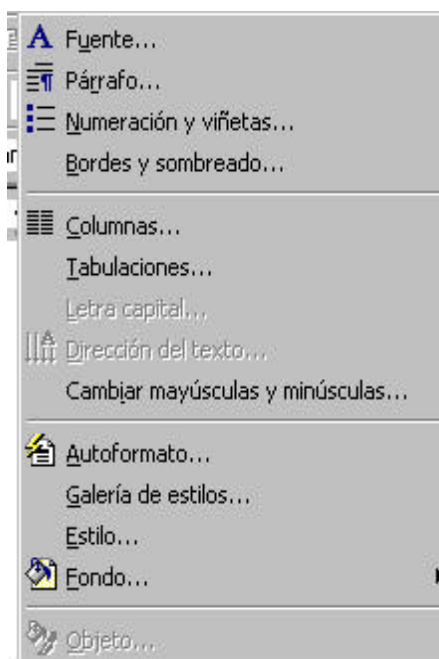 Fuente...
Párrafo...
Numeración y viñetas...
Bordes y sombreado...
Columnas...
Tabulaciones...
Letra capital...
Dirección del texto...
Cambiar mayúsculas y minúsculas...
Autoformato...
Galería de estilos...
Estilo...
Fondo...
Objeto...